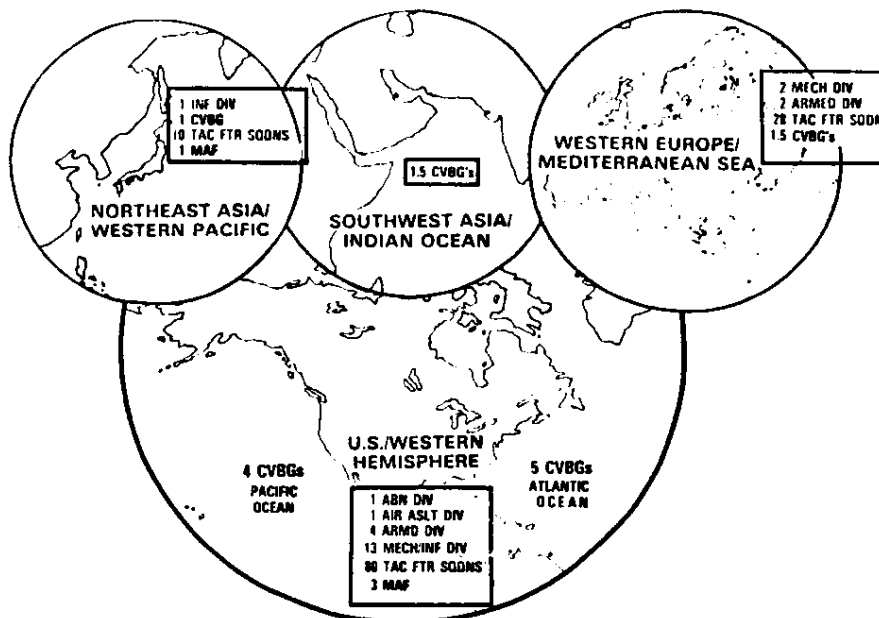 1 INF DIV
1 CVBG
10 TAC FTR SQDNS
1 MAF
NORTHEAST ASIA/
WESTERN PACIFIC
1.5 CVBG's
SOUTHWEST ASIA/
INDIAN OCEAN
2 MECH DIV
2 ARMED DIV
28 TAC FTR SQDN
1.5 CVBG's
WESTERN EUROPE/
MEDITERRANEAN SEA
U.S./WESTERN
HEMISPHERE
4 CVBGs
PACIFIC
OCEAN
5 CVBGs
ATLANTIC
OCEAN
1 ABN DIV
1 AIR ASLT DIV
4 ARMD DIV
13 MECH/INF DIV
80 TAC FTR SQDNS
3 MAF